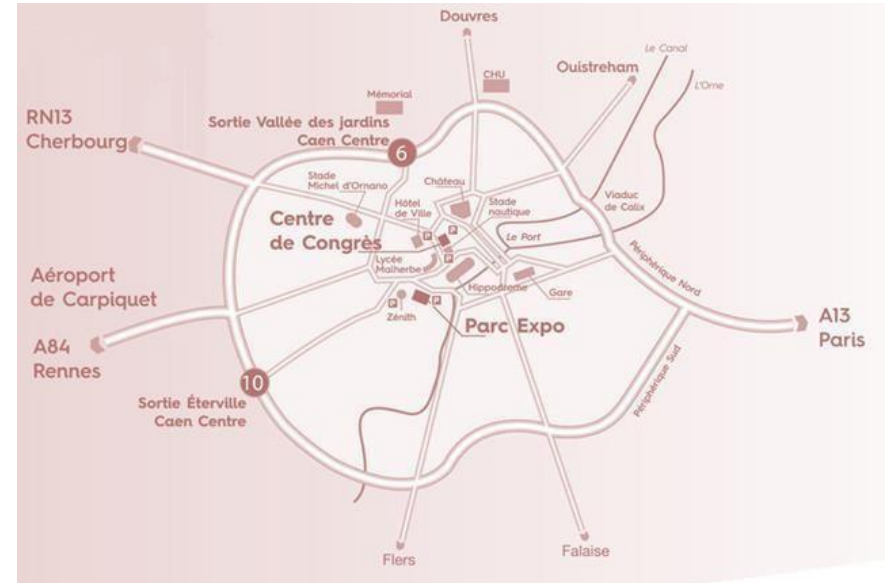 Douvres
Le Canal
Ouistreham
CHU
L'Orne
Mémorial
RN13
Cherbourg
Sortie Vallée des jardins
Caen Centre
6
Stade
Michel d'Ornano
Château
Viaduc
de Calix
Hôtel
de Ville
Stade
nautique
Centre
de Congrès
P
P
Le Port
Lycée
Malherbe
P
Périphérique Nord
Aéroport
de Carpiquet
Hippodrome
Gare
P
P
Zénith
Parc Expo
A13
Paris
A84
Rennes
10
Périphérique Sud
Sortie Éterville
Caen Centre
Flers
Falaise